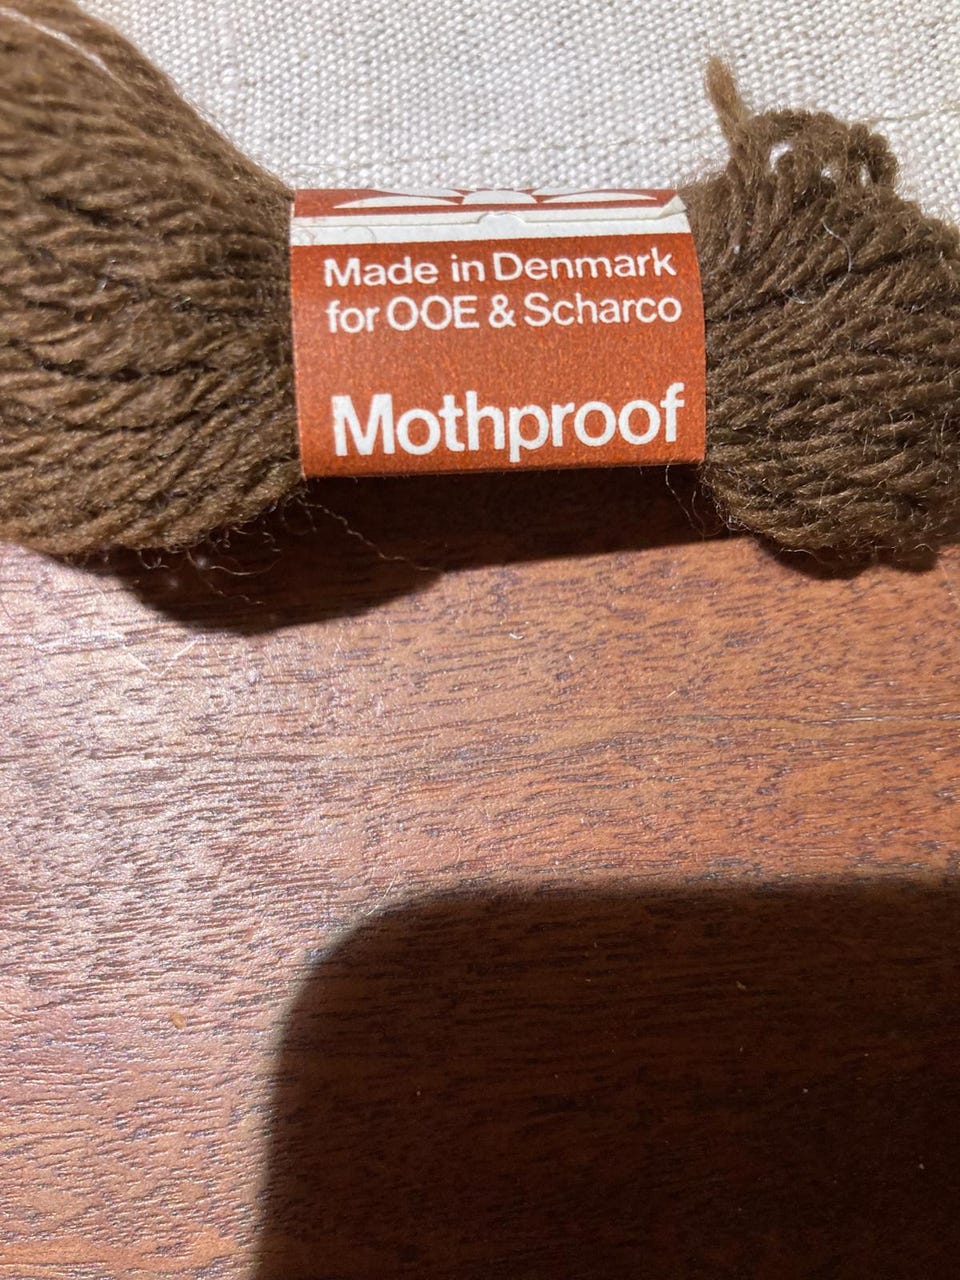 Made in Denmark
for OOE & Scharco
Mothproof